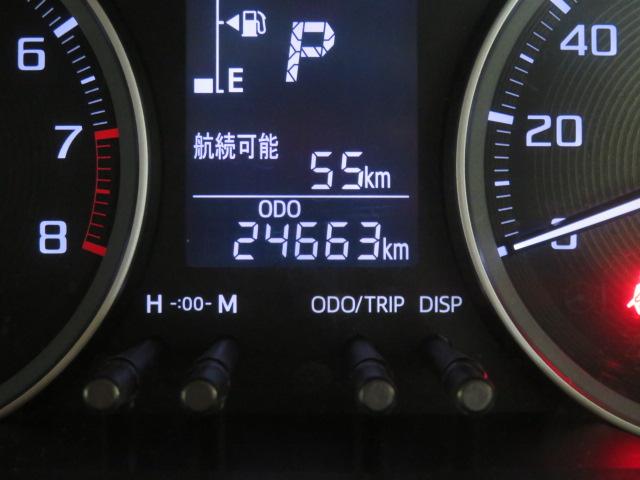 6
7
8
P
E
航続可能
55km
ODO
24663km
40
20
0
H -:00- M
ODO/TRIP DISP